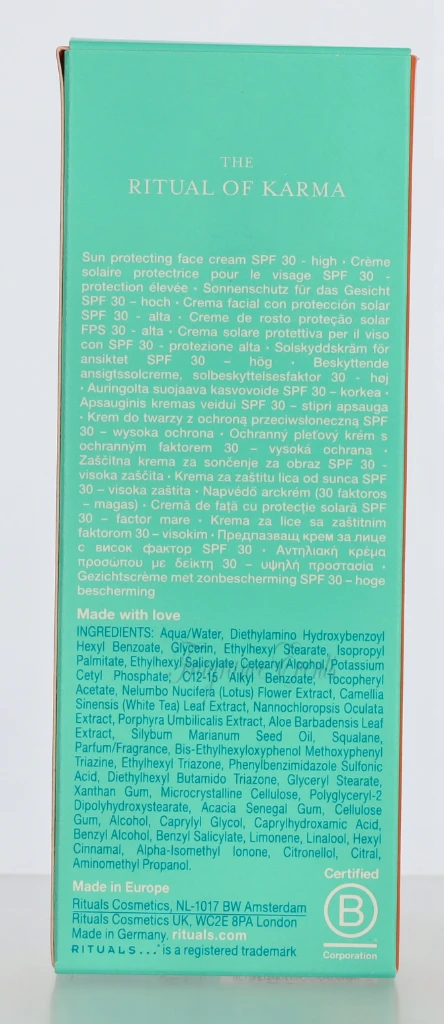 THE
RITUAL OF KARMA
Sun protecting face cream SPF 30 - high · Crème
solaire protectrice pour le visage SPF 30 -
protection élevée · Sonnenschutz für das Gesicht
SPF 30 – hoch · Crema facial con protección solar
SPF 30 - alta · Creme de rosto proteção solar
FPS 30 - alta · Crema solare protettiva per il viso
con SPF 30 - protezione alta · Solskyddskräm för
ansiktet SPF 30 – hög · Beskyttende
ansigtssolcreme, solbeskyttelsesfaktor 30 - høj
· Auringolta suojaava kasvovoide SPF 30 – korkea ·
Apsauginis kremas veidui SPF 30 – stipri apsauga
· Krem do twarzy z ochroną przeciwsłoneczną SPF
30 – wysoka ochrona · Ochranný pleťový krém s
ochranným faktorem 30 – vysoká ochrana ·
Zaščitna krema za sončenje za obraz SPF 30 -
visoka zaščita · Krema za zaštitu lica od sunca SPF
30 – visoka zaštita · Napvédő arckrém (30 faktoros
– magas) · Cremă de față cu protecție solară SPF
30 – factor mare · Krema za lice sa zaštitnim
faktorom 30 – visokim · Предпазващ крем за лице
с висок фактор SPF 30 · Αντηλιακή κρέμα
προσώπου με δείκτη 30 – υψηλή προστασία ·
Gezichtscrème met zonbescherming SPF 30 – hoge
bescherming
Made with love
INGREDIENTS: Aqua/Water, Diethylamino Hydroxybenzoyl
Hexyl Benzoate, Glycerin, Ethylhexyl Stearate, Isopropyl
Palmitate, Ethylhexyl Salicylate, Cetearyl Alcohol, Potassium
Cetyl Phosphate, C12-15 Alkyl Benzoate, Tocopheryl
Acetate, Nelumbo Nucifera (Lotus) Flower Extract, Camellia
Sinensis (White Tea) Leaf Extract, Nannochloropsis Oculata
Extract, Porphyra Umbilicalis Extract, Aloe Barbadensis Leaf
Extract, Silybum Marianum Seed Oil, Squalane,
Parfum/Fragrance, Bis-Ethylhexyloxyphenol Methoxyphenyl
Triazine, Ethylhexyl Triazone, Phenylbenzimidazole Sulfonic
Acid, Diethylhexyl Butamido Triazone, Glyceryl Stearate,
Xanthan Gum, Microcrystalline Cellulose, Polyglyceryl-2
Dipolyhydroxystearate, Acacia Senegal Gum, Cellulose
Gum, Alcohol, Caprylyl Glycol, Caprylhydroxamic Acid,
Benzyl Alcohol, Benzyl Salicylate, Limonene, Linalool, Hexyl
Cinnamal, Alpha-Isomethyl Ionone, Citronellol, Citral,
Aminomethyl Propanol.
Made in Europe
Rituals Cosmetics, NL-1017 BW Amsterdam
Rituals Cosmetics UK, WC2E 8PA London
Made in Germany. rituals.com
RITUALS...® is a registered trademark
Certified
B
Corporation